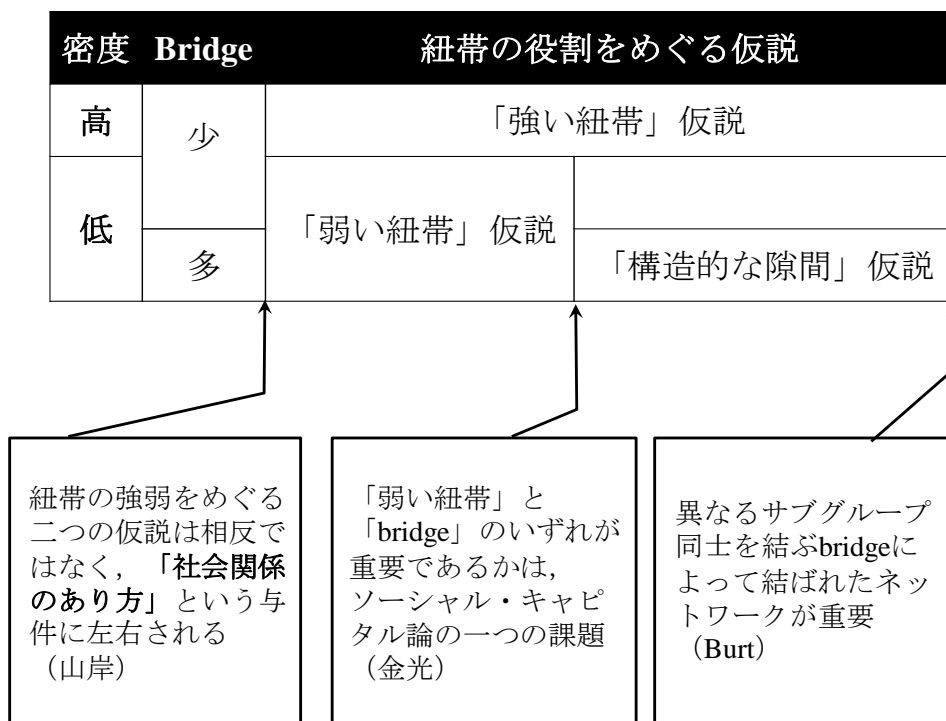 密度 Bridge 紐帯の役割をめぐる仮説
高 少 「強い紐帯」仮説
低 「弱い紐帯」仮説
多 「構造的な隙間」仮説
紐帯の強弱をめぐる
二つの仮説は相反で
はなく，「社会関係
のあり方」という与
件に左右される
（山岸）
「弱い紐帯」と
「bridge」のいずれが
重要であるかは，
ソーシャル・キャピ
タル論の一つの課題
（金光）
異なるサブグループ
同士を結ぶbridgeに
よって結ばれたネッ
トワークが重要
（Burt）